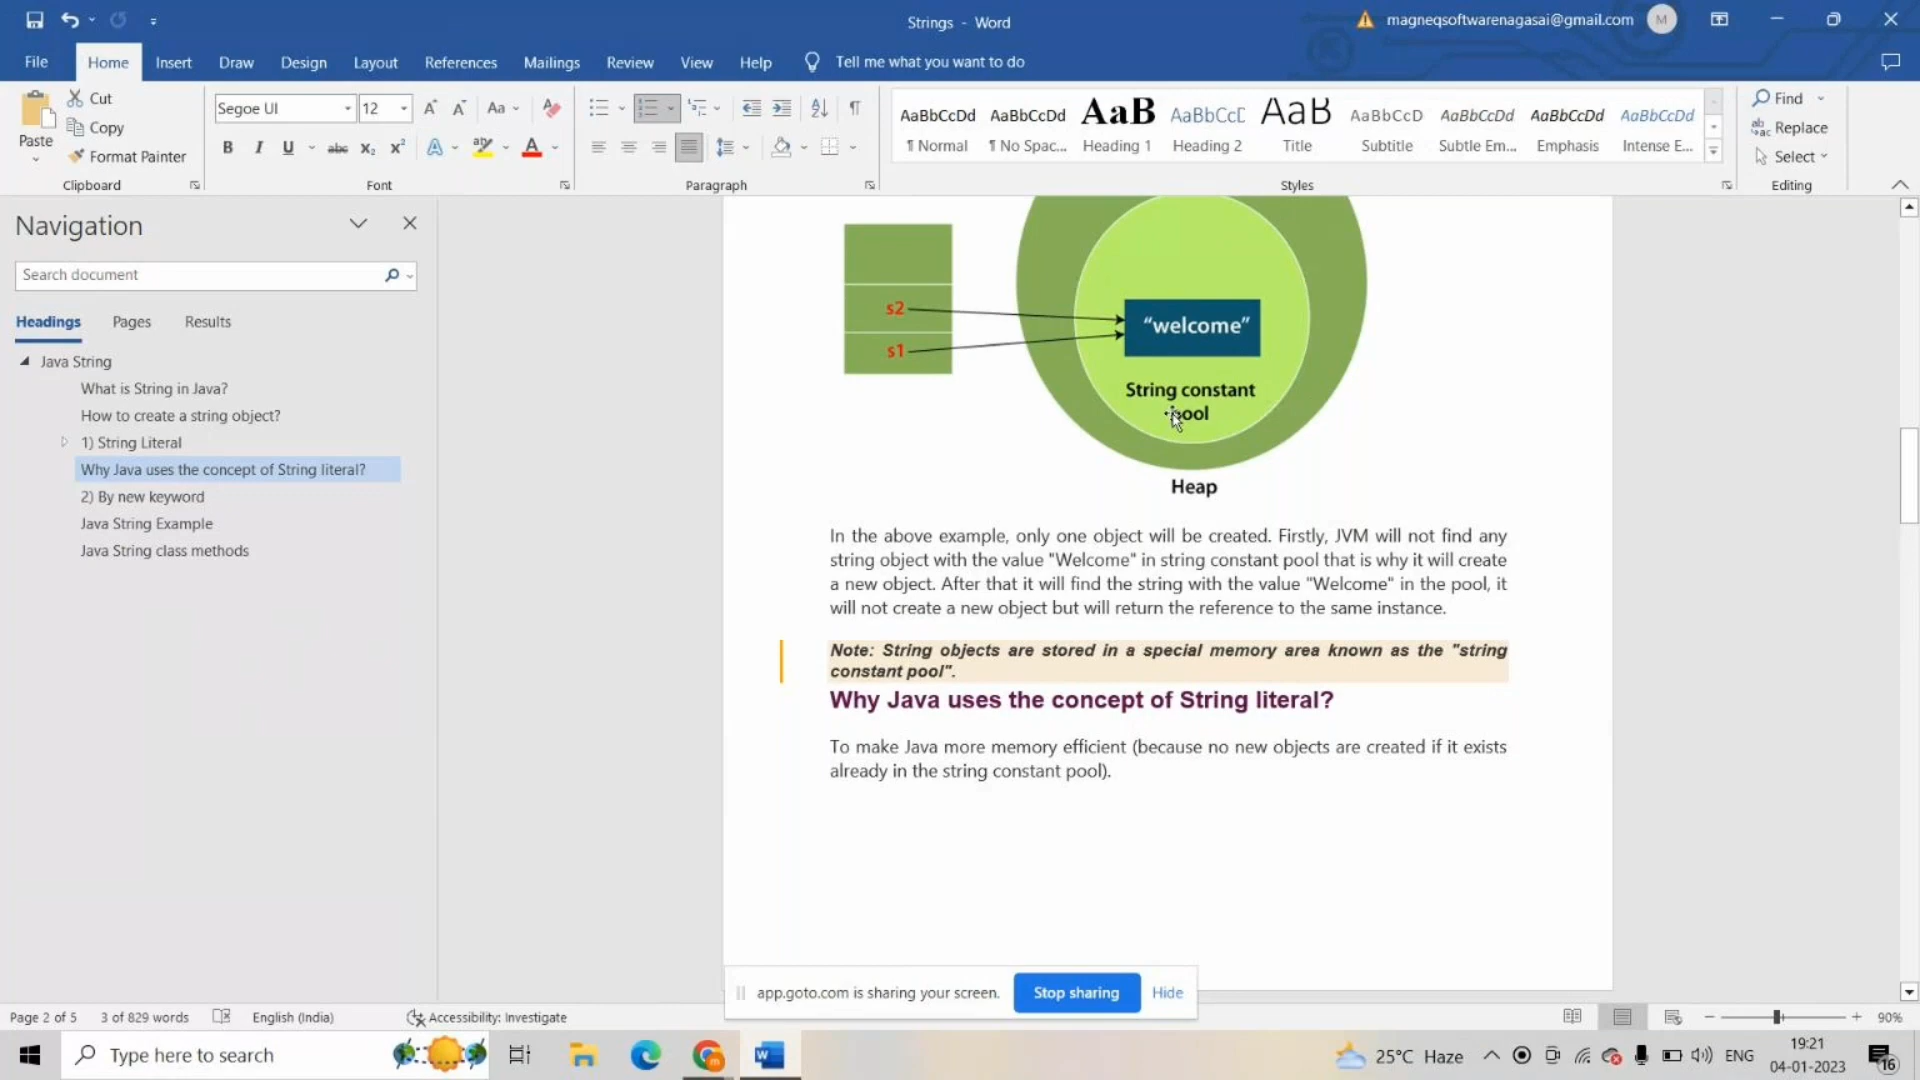 Strings - Word
magneqsoftwarenagasai@gmail.com
M
File
Home
Insert
Draw
Design
Layout
References
Mailings
Review
View
Help
Tell me what you want to do
Paste
Cut
Copy
Format Painter
Clipboard
Segoe UI
12
Font
Paragraph
AaBbCcDd
¶ Normal
AaBbCcDd
¶ No Spac...
AaB
Heading 1
AaBbCcC
Heading 2
AaB
Title
AaBbCcD
Subtitle
AaBbCcDd
Subtle Em...
AaBbCcDd
Emphasis
AaBbCcDd
Intense E...
Styles
Find
Replace
Select
Editing
Navigation
Search document
Headings
Pages
Results
Java String
What is String in Java?
How to create a string object?
1) String Literal
Why Java uses the concept of String literal?
2) By new keyword
Java String Example
Java String class methods
s2
s1
“welcome”
String constant
pool
Heap
In the above example, only one object will be created. Firstly, JVM will not find any
string object with the value "Welcome" in string constant pool that is why it will create
a new object. After that it will find the string with the value "Welcome" in the pool, it
will not create a new object but will return the reference to the same instance.
Note: String objects are stored in a special memory area known as the "string
constant pool".
Why Java uses the concept of String literal?
To make Java more memory efficient (because no new objects are created if it exists
already in the string constant pool).
app.goto.com is sharing your screen.
Stop sharing
Hide
Page 2 of 5
3 of 829 words
English (India)
Accessibility: Investigate
90%
Type here to search
25°C Haze
ENG
19:21
04-01-2023
16